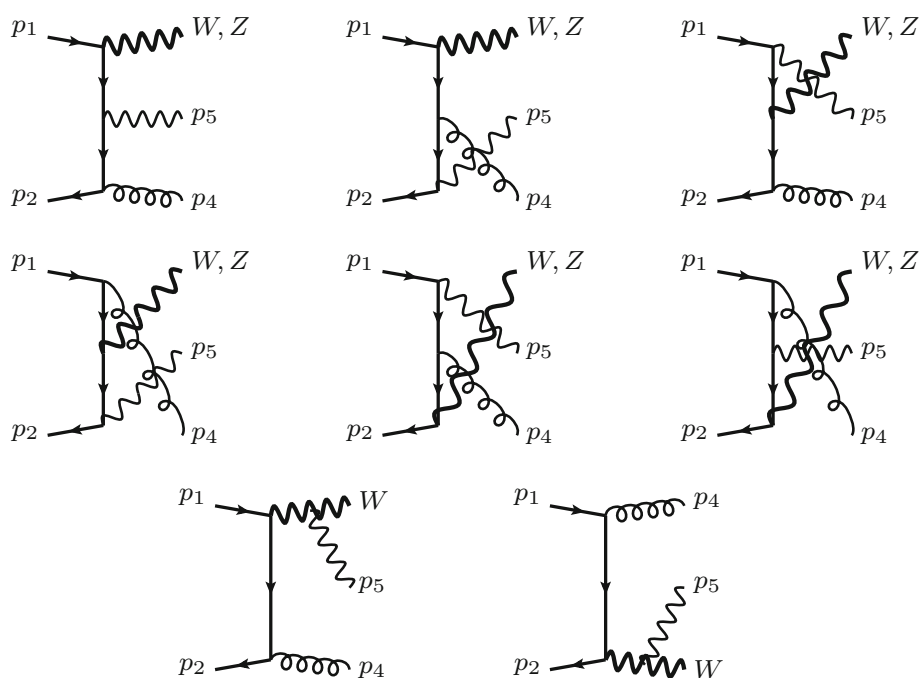 p₁ W, Z
p₅
p₂ p₄
p₁ W, Z
p₅
p₂ p₄
p₁ W, Z
p₅
p₂ p₄
p₁ W, Z
p₅
p₂ p₄
p₁ W, Z
p₅
p₂ p₄
p₁ W, Z
p₅
p₂ p₄
p₁ W
p₅
p₂ p₄
p₁ p₄
p₅
p₂ W